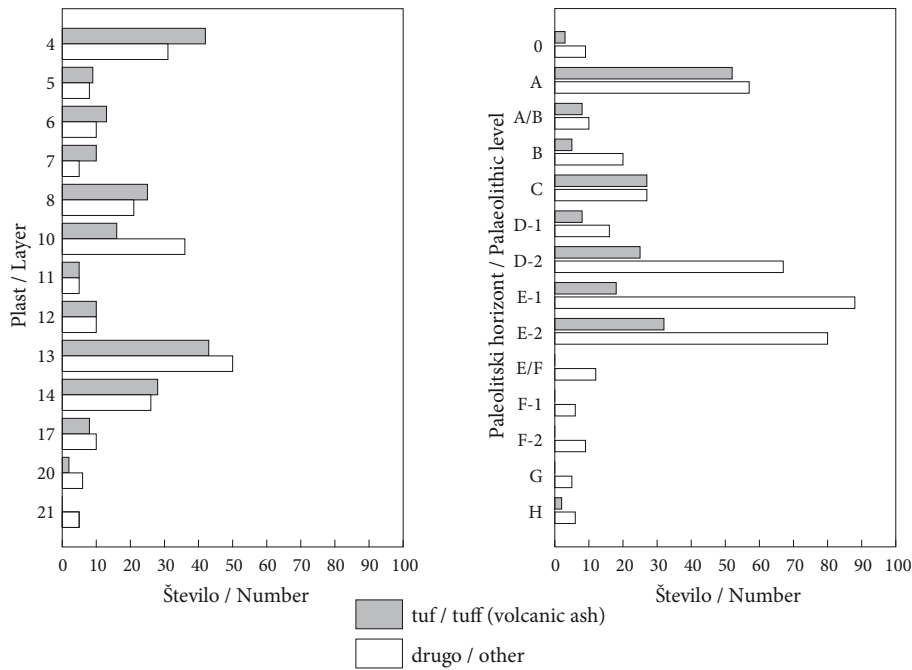 Plast / Layer
4
5
6
7
8
10
11
12
13
14
17
20
21
0 10 20 30 40 50 60 70 80 90 100
Število / Number
Paleolitski horizont / Palaeolithic level
0
A
A/B
B
C
D-1
D-2
E-1
E-2
E/F
F-1
F-2
G
H
0 10 20 30 40 50 60 70 80 90 100
Število / Number
tuf / tuff (volcanic ash)
drugo / other